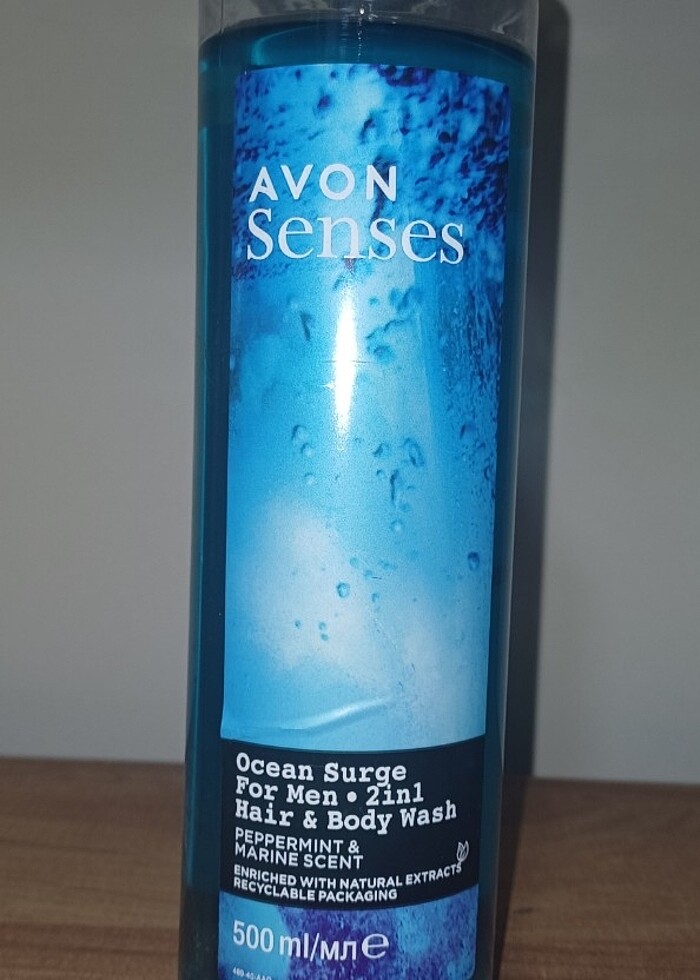 AVON
Senses
Ocean Surge
For Men • 2in1
Hair & Body Wash
PEPPERMINT &
MARINE SCENT
ENRICHED WITH NATURAL EXTRACTS
RECYCLABLE PACKAGING
500 ml/мл℮